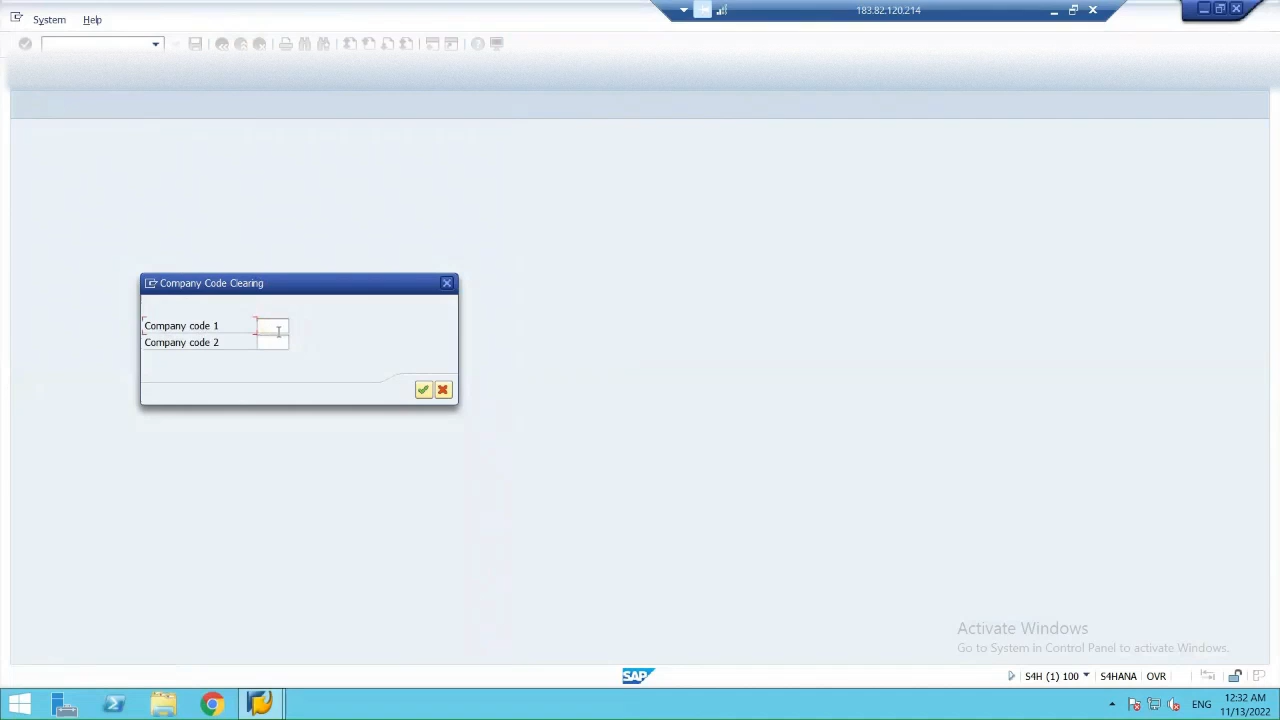 System Help
183.82.120.214
Company Code Clearing
Company code 1
Company code 2
Activate Windows
Go to System in Control Panel to activate Windows.
SAP
S4H (1) 100 S4HANA OVR
ENG
12:32 AM
11/13/2022